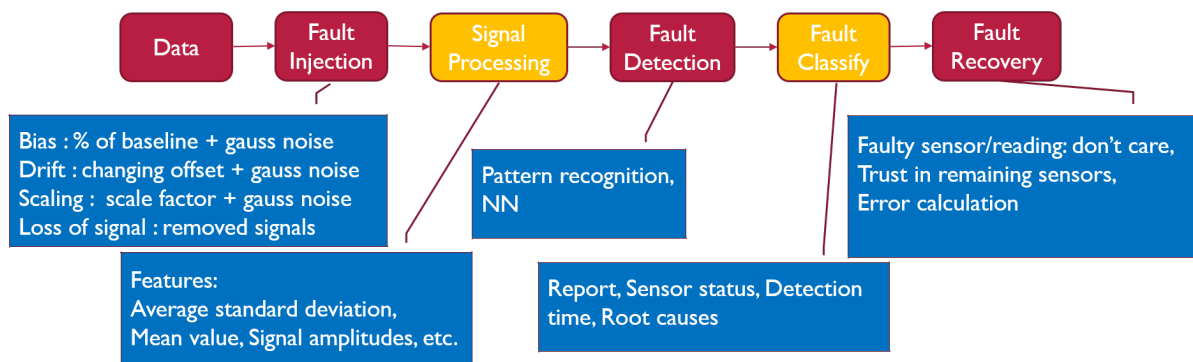 Data
Fault
Injection
Signal
Processing
Fault
Detection
Fault
Classify
Fault
Recovery
Bias : % of baseline + gauss noise
Drift : changing offset + gauss noise
Scaling :  scale factor + gauss noise
Loss of signal : removed signals
Features:
Average standard deviation,
Mean value, Signal amplitudes, etc.
Pattern recognition,
NN
Report, Sensor status, Detection
time, Root causes
Faulty sensor/reading: don't care,
Trust in remaining sensors,
Error calculation